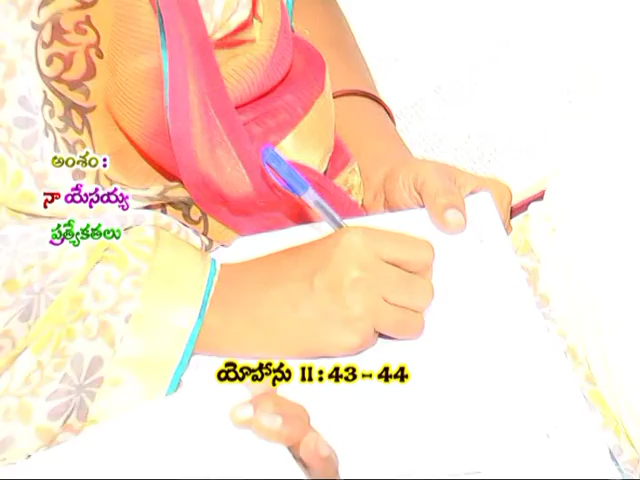 అంశం :
నా యేసయ్య
ప్రత్యేకతలు
యోహాను 11 : 43 - 44